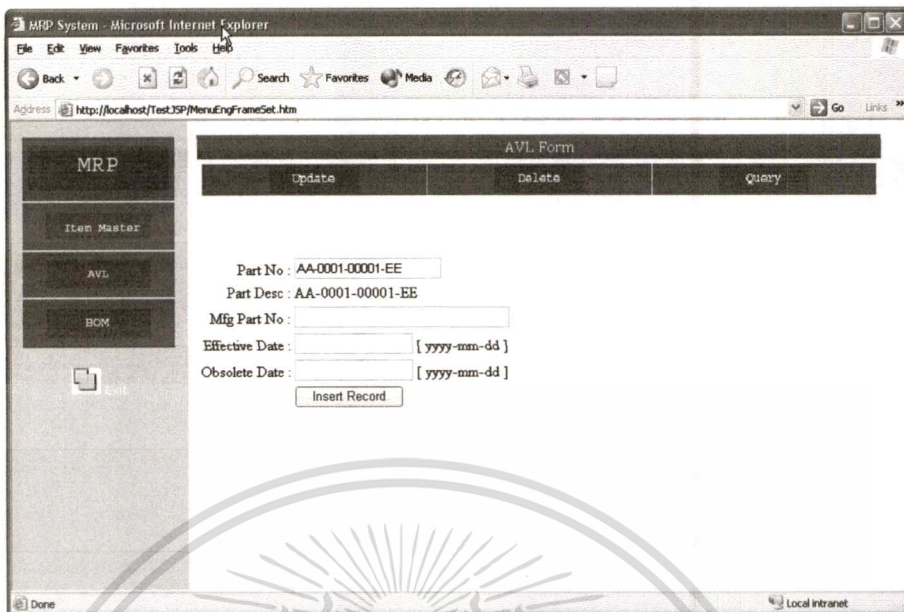 MRP System - Microsoft Internet Explorer
File Edit View Favorites Tools Help
Back Search Favorites Media
Address http://localhost/TestJSP/MenuEngFrameSet.htm Go Links »
MRP
Item Master
AVL
BOM
Exit
AVL Form
Update Delete Query
Part No : AA-0001-00001-EE
Part Desc : AA-0001-00001-EE
Mfg Part No :
Effective Date : [ yyyy-mm-dd ]
Obsolete Date : [ yyyy-mm-dd ]
Insert Record
Done Local intranet